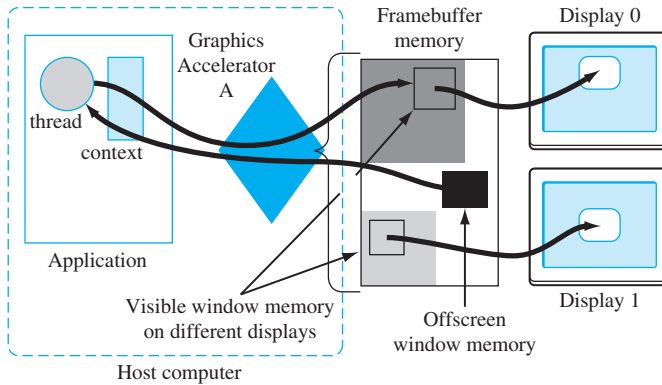 Graphics
Accelerator
A
Framebuffer
memory
Display 0
thread
context
Application
Visible window memory
on different displays
Offscreen
window memory
Display 1
Host computer